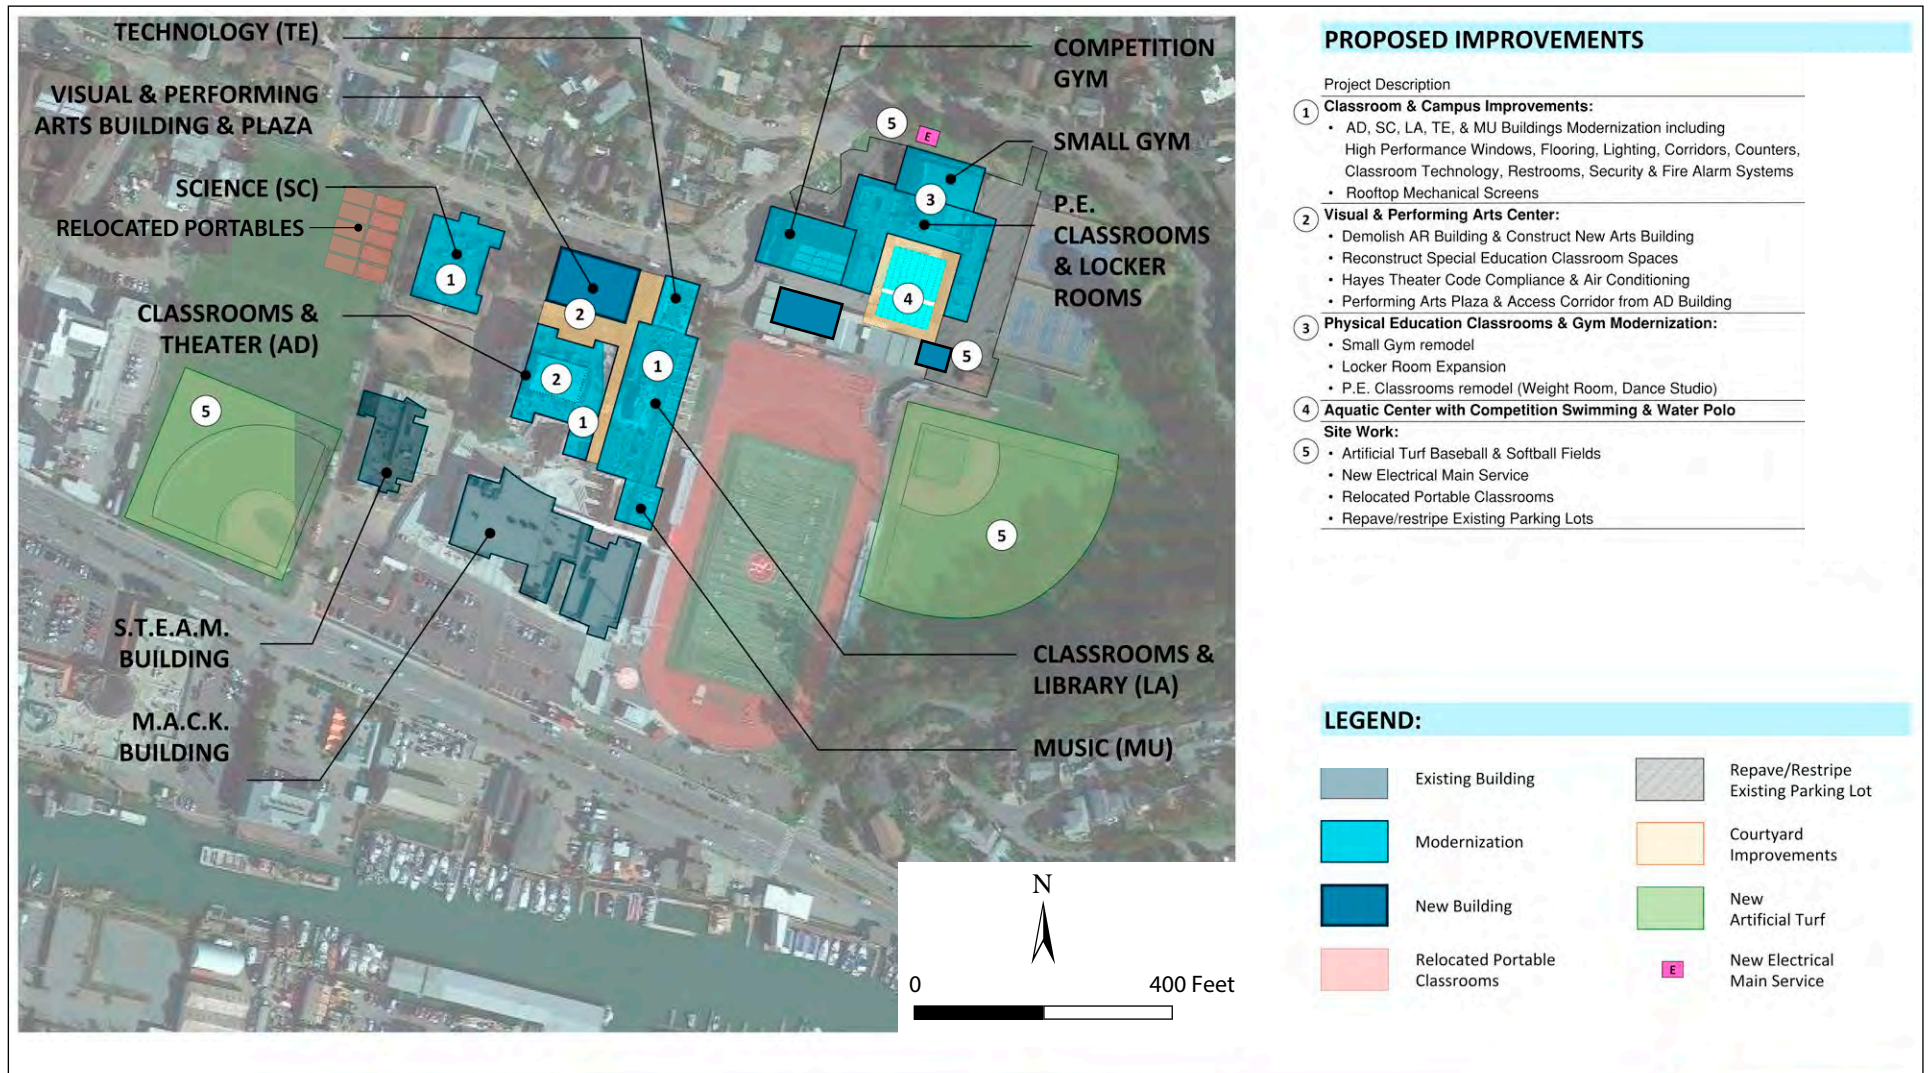 TECHNOLOGY (TE)
VISUAL & PERFORMING
ARTS BUILDING & PLAZA
SCIENCE (SC)
RELOCATED PORTABLES
CLASSROOMS &
THEATER (AD)
S.T.E.A.M.
BUILDING
M.A.C.K.
BUILDING
COMPETITION
GYM
SMALL GYM
P.E.
CLASSROOMS
& LOCKER
ROOMS
CLASSROOMS &
LIBRARY (LA)
MUSIC (MU)
5
E
3
1
4
2
5
1
2
5
1
5
N
0 400 Feet
PROPOSED IMPROVEMENTS
Project Description
1 Classroom & Campus Improvements:
• AD, SC, LA, TE, & MU Buildings Modernization including
High Performance Windows, Flooring, Lighting, Corridors, Counters,
Classroom Technology, Restrooms, Security & Fire Alarm Systems
• Rooftop Mechanical Screens
2 Visual & Performing Arts Center:
• Demolish AR Building & Construct New Arts Building
• Reconstruct Special Education Classroom Spaces
• Hayes Theater Code Compliance & Air Conditioning
• Performing Arts Plaza & Access Corridor from AD Building
3 Physical Education Classrooms & Gym Modernization:
• Small Gym remodel
• Locker Room Expansion
• P.E. Classrooms remodel (Weight Room, Dance Studio)
4 Aquatic Center with Competition Swimming & Water Polo
Site Work:
5 • Artificial Turf Baseball & Softball Fields
• New Electrical Main Service
• Relocated Portable Classrooms
• Repave/restripe Existing Parking Lots
LEGEND:
Existing Building
Modernization
New Building
Relocated Portable
Classrooms
Repave/Restripe
Existing Parking Lot
Courtyard
Improvements
New
Artificial Turf
E
New Electrical
Main Service